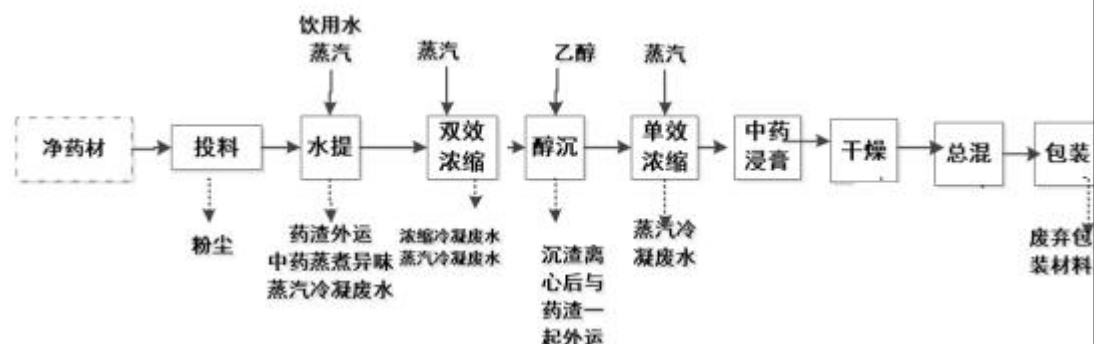 饮用水
蒸汽
蒸汽
乙醇
蒸汽
净药材
投料
水提
双效
浓缩
醇沉
单效
浓缩
中药
浸膏
干燥
总混
包装
粉尘
药渣外运
中药蒸煮异味
蒸汽冷凝废水
浓缩冷凝废水
蒸汽冷凝废水
沉渣离
心后与
药渣一
起外运
蒸汽冷
凝废水
废弃包
装材料